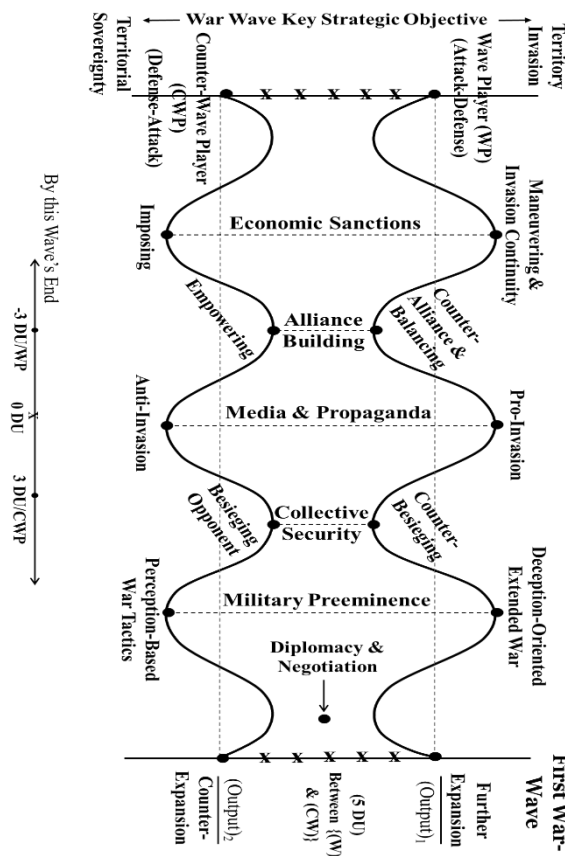 War Wave Key Strategic Objective
Territorial
Sovereignty
Territory
Invasion
Counter-Wave Player
(CWP)
(Defense-Attack)
Wave Player (WP)
(Attack-Defense)
x x x x x
Economic Sanctions
Imposing
Maneuvering &
Invasion Continuity
Alliance
Building
Empowering
Counter-
Alliance &
Balancing
Media & Propaganda
Anti-Invasion
Pro-Invasion
Collective
Security
Besieging
Opponent
Counter-
Besieging
Military Preeminence
Perception-Based
War Tactics
Deception-Oriented
Extended War
Diplomacy &
Negotiation
x x x x x
By this Wave's End
-3 DU/WP
0 DU
x
3 DU/CWP
(Output)2
Counter-
Expansion
(5 DU)
Between {(W)
& (CW)}
Further
Expansion
(Output)1
First War-
Wave